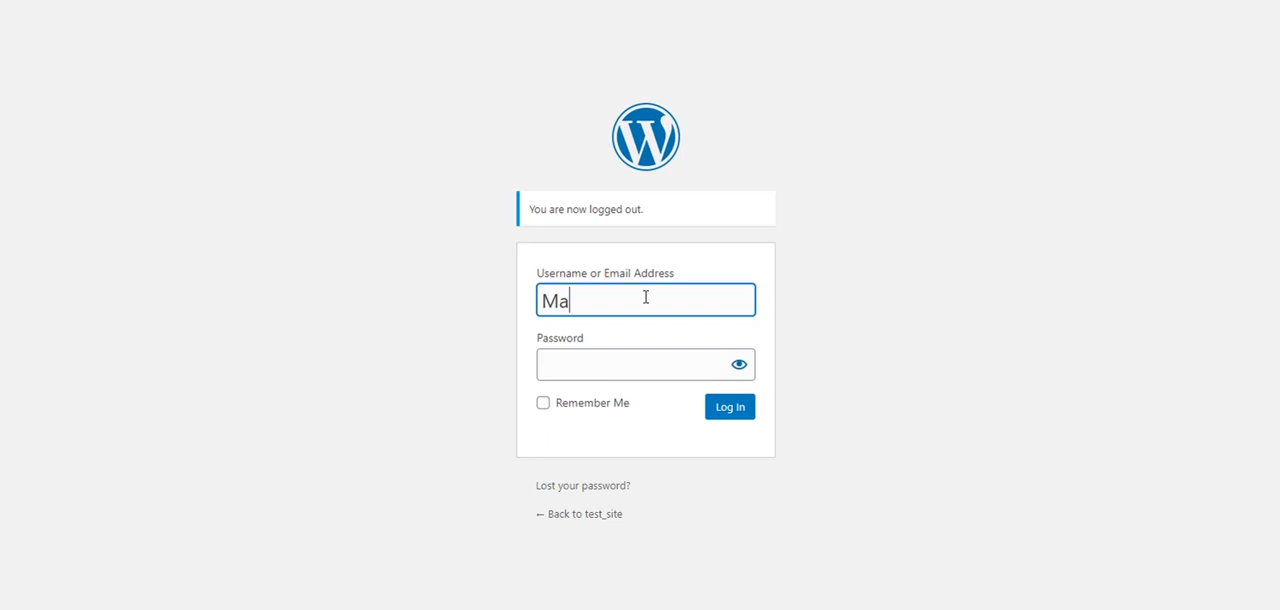 You are now logged out.
Username or Email Address
Ma
Password
Remember Me
Log In
Lost your password?
← Back to test_site